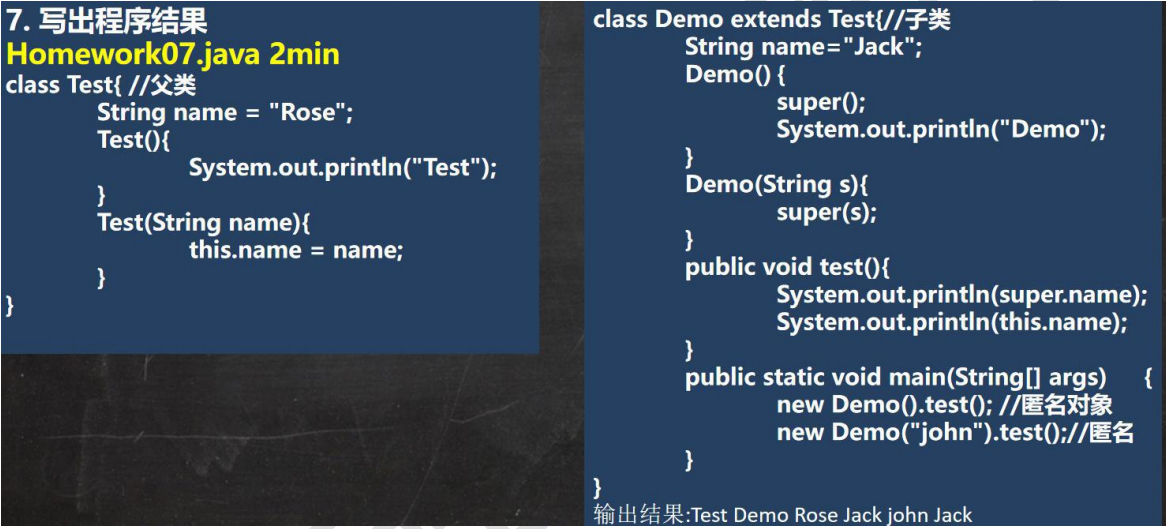 7. 写出程序结果
Homework07.java 2min
class Test{ //父类
String name = "Rose";
Test(){
System.out.println("Test");
}
Test(String name){
this.name = name;
}
}
class Demo extends Test{//子类
String name="Jack";
Demo() {
super();
System.out.println("Demo");
}
Demo(String s){
super(s);
}
public void test(){
System.out.println(super.name);
System.out.println(this.name);
}
public static void main(String[] args) {
new Demo().test(); //匿名对象
new Demo("john").test();//匿名
}
}
输出结果:Test Demo Rose Jack john Jack